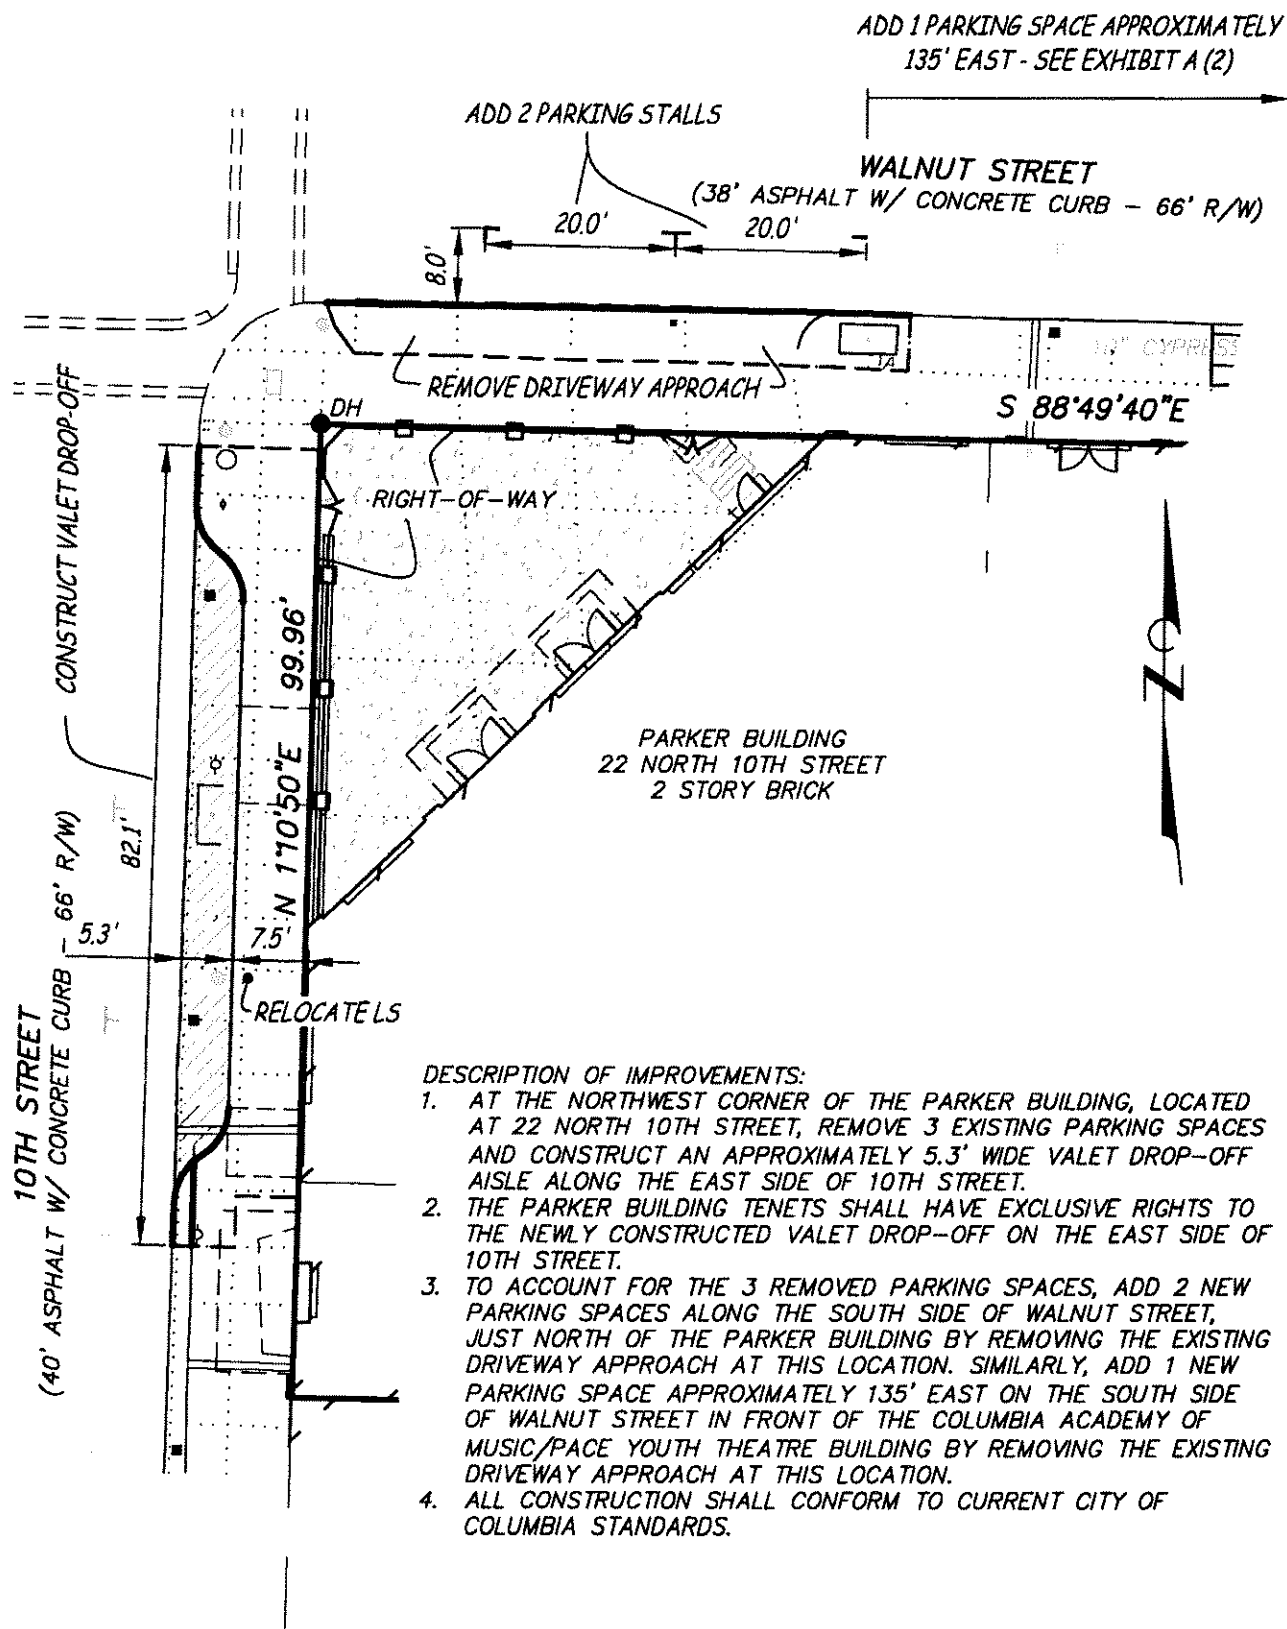 ADD 1 PARKING SPACE APPROXIMATELY
135' EAST - SEE EXHIBIT A (2)
ADD 2 PARKING STALLS
WALNUT STREET
(38' ASPHALT W/ CONCRETE CURB - 66' R/W)
20.0'
20.0'
8.0'
18" CYPRESS
REMOVE DRIVEWAY APPROACH
S 88°49'40"E
DH
CONSTRUCT VALET DROP-OFF
RIGHT-OF-WAY
N 1°10'50"E 99.96'
N
PARKER BUILDING
22 NORTH 10TH STREET
2 STORY BRICK
82.1'
5.3'
7.5'
RELOCATE LS
10TH STREET
(40' ASPHALT W/ CONCRETE CURB - 66' R/W)
DESCRIPTION OF IMPROVEMENTS:
1. AT THE NORTHWEST CORNER OF THE PARKER BUILDING, LOCATED
AT 22 NORTH 10TH STREET, REMOVE 3 EXISTING PARKING SPACES
AND CONSTRUCT AN APPROXIMATELY 5.3' WIDE VALET DROP-OFF
AISLE ALONG THE EAST SIDE OF 10TH STREET.
2. THE PARKER BUILDING TENETS SHALL HAVE EXCLUSIVE RIGHTS TO
THE NEWLY CONSTRUCTED VALET DROP-OFF ON THE EAST SIDE OF
10TH STREET.
3. TO ACCOUNT FOR THE 3 REMOVED PARKING SPACES, ADD 2 NEW
PARKING SPACES ALONG THE SOUTH SIDE OF WALNUT STREET,
JUST NORTH OF THE PARKER BUILDING BY REMOVING THE EXISTING
DRIVEWAY APPROACH AT THIS LOCATION. SIMILARLY, ADD 1 NEW
PARKING SPACE APPROXIMATELY 135' EAST ON THE SOUTH SIDE
OF WALNUT STREET IN FRONT OF THE COLUMBIA ACADEMY OF
MUSIC/PACE YOUTH THEATRE BUILDING BY REMOVING THE EXISTING
DRIVEWAY APPROACH AT THIS LOCATION.
4. ALL CONSTRUCTION SHALL CONFORM TO CURRENT CITY OF
COLUMBIA STANDARDS.